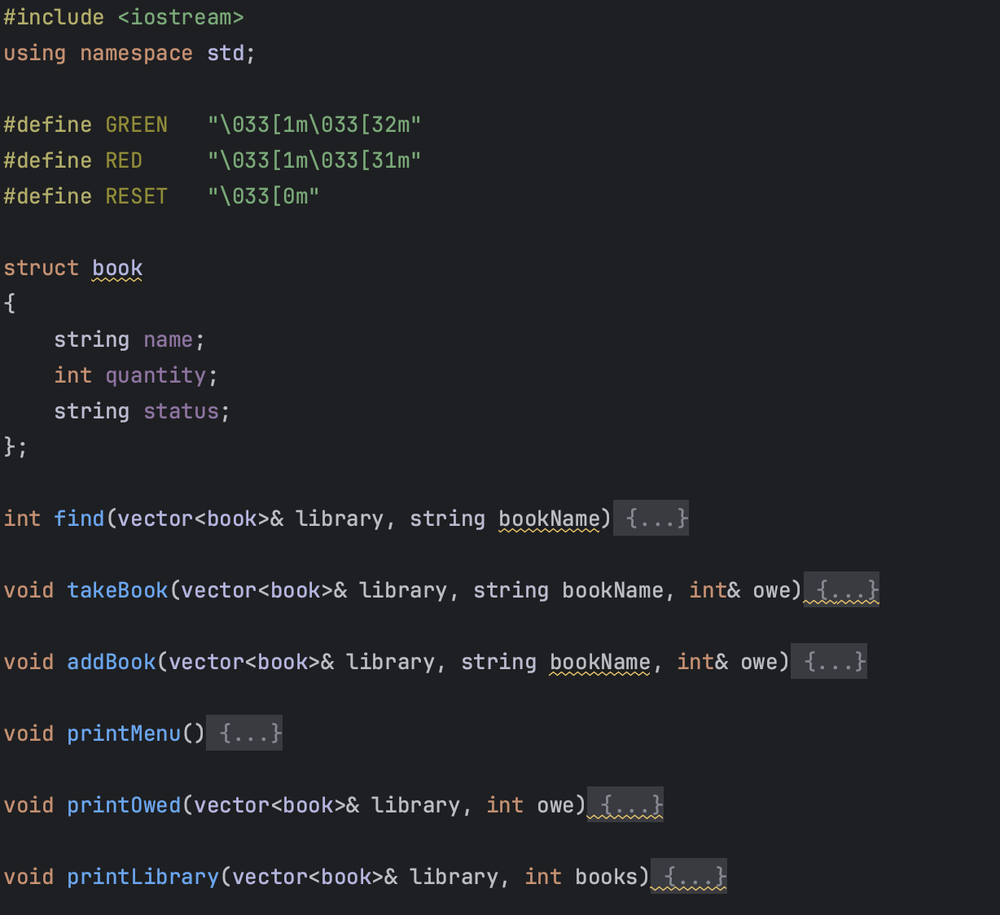 #include <iostream>
using namespace std;
#define GREEN   "\033[1m\033[32m"
#define RED     "\033[1m\033[31m"
#define RESET   "\033[0m"
struct book
{
    string name;
    int quantity;
    string status;
};
int find(vector<book>& library, string bookName) {...}
void takeBook(vector<book>& library, string bookName, int& owe) {...}
void addBook(vector<book>& library, string bookName, int& owe) {...}
void printMenu() {...}
void printOwed(vector<book>& library, int owe) {...}
void printLibrary(vector<book>& library, int books) {...}